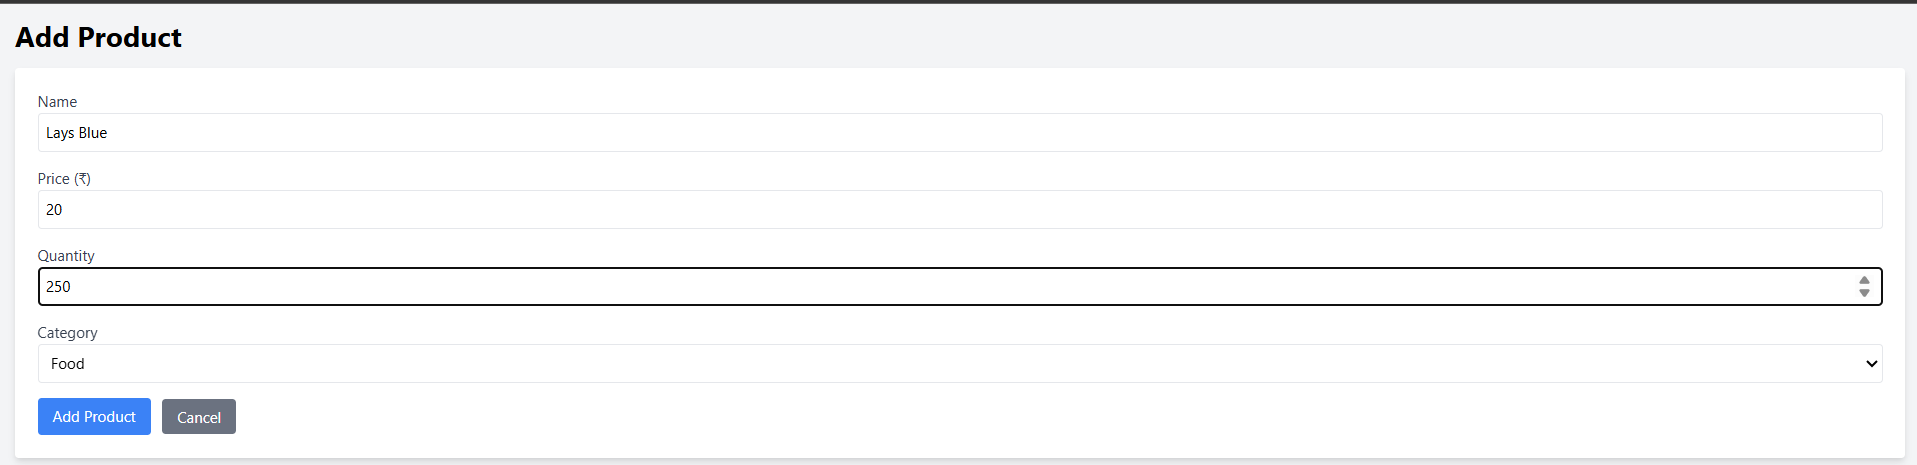 Add Product
Name
Lays Blue
Price (₹)
20
Quantity
250
Category
Food
Add Product Cancel